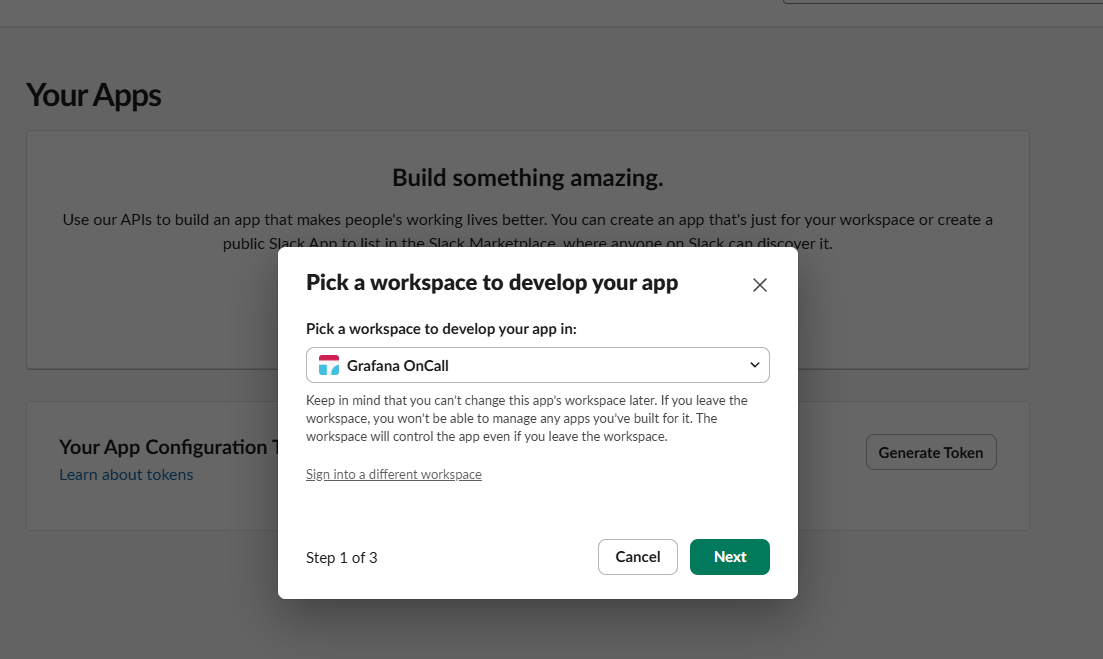 Your Apps
Build something amazing.
Use our APIs to build an app that makes people's working lives better. You can create an app that's just for your workspace or create a
public Slack App to list in the Slack Marketplace, where anyone on Slack can discover it.
Pick a workspace to develop your app
Pick a workspace to develop your app in:
Grafana OnCall
Keep in mind that you can't change this app's workspace later. If you leave the
workspace, you won't be able to manage any apps you've built for it. The
workspace will control the app even if you leave the workspace.
Your App Configuration
Generate Token
Learn about tokens
Sign into a different workspace
Step 1 of 3
Cancel
Next